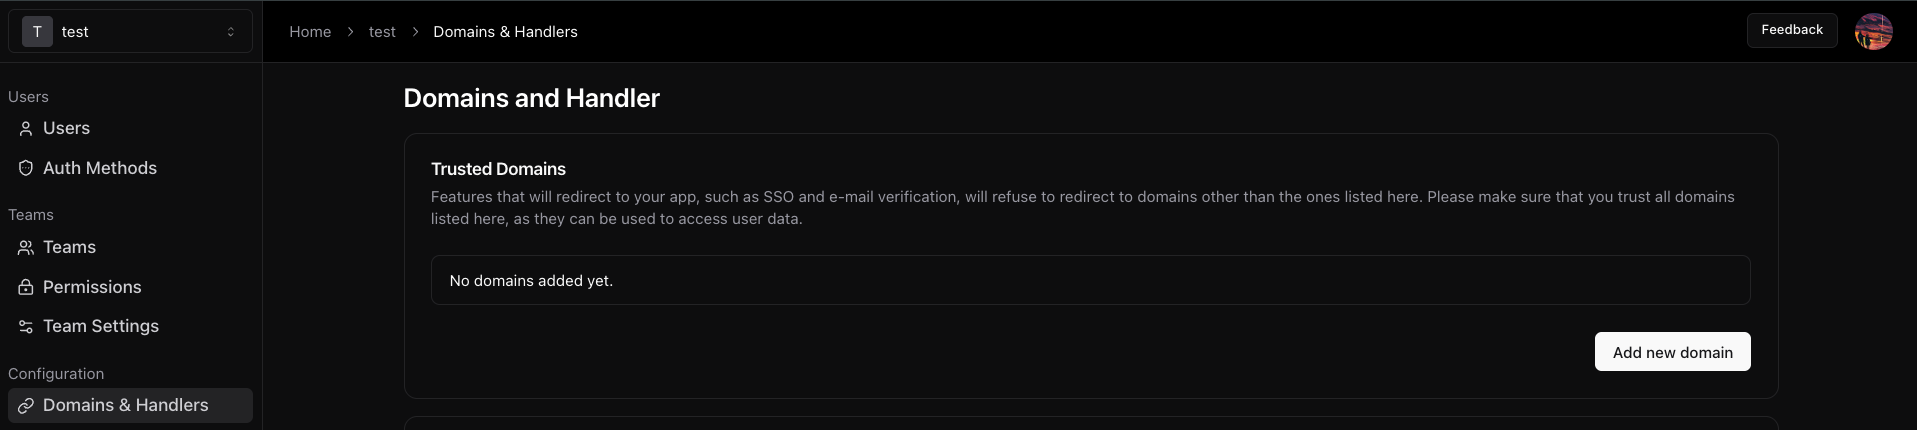 T test
Home > test > Domains & Handlers
Feedback
Users
Users
Auth Methods
Teams
Teams
Permissions
Team Settings
Configuration
Domains & Handlers
Domains and Handler
Trusted Domains
Features that will redirect to your app, such as SSO and e-mail verification, will refuse to redirect to domains other than the ones listed here. Please make sure that you trust all domains
listed here, as they can be used to access user data.
No domains added yet.
Add new domain